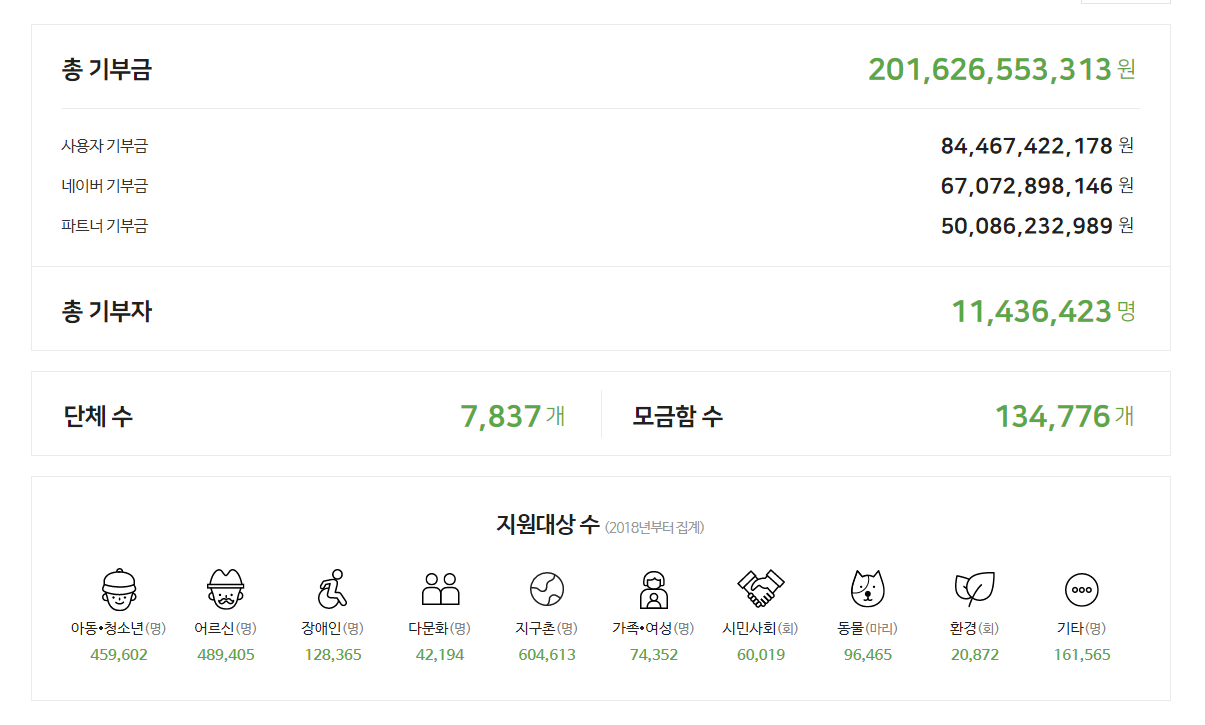 총 기부금 201,626,553,313 원
사용자 기부금 84,467,422,178 원
네이버 기부금 67,072,898,146 원
파트너 기부금 50,086,232,989 원
총 기부자 11,436,423 명
단체 수 7,837 개 모금함 수 134,776 개
지원대상 수 (2018년부터 집계)
아동•청소년(명) 어르신(명) 장애인(명) 다문화(명) 지구촌(명) 가족•여성(명) 시민사회(회) 동물(마리) 환경(회) 기타(명)
459,602 489,405 128,365 42,194 604,613 74,352 60,019 96,465 20,872 161,565